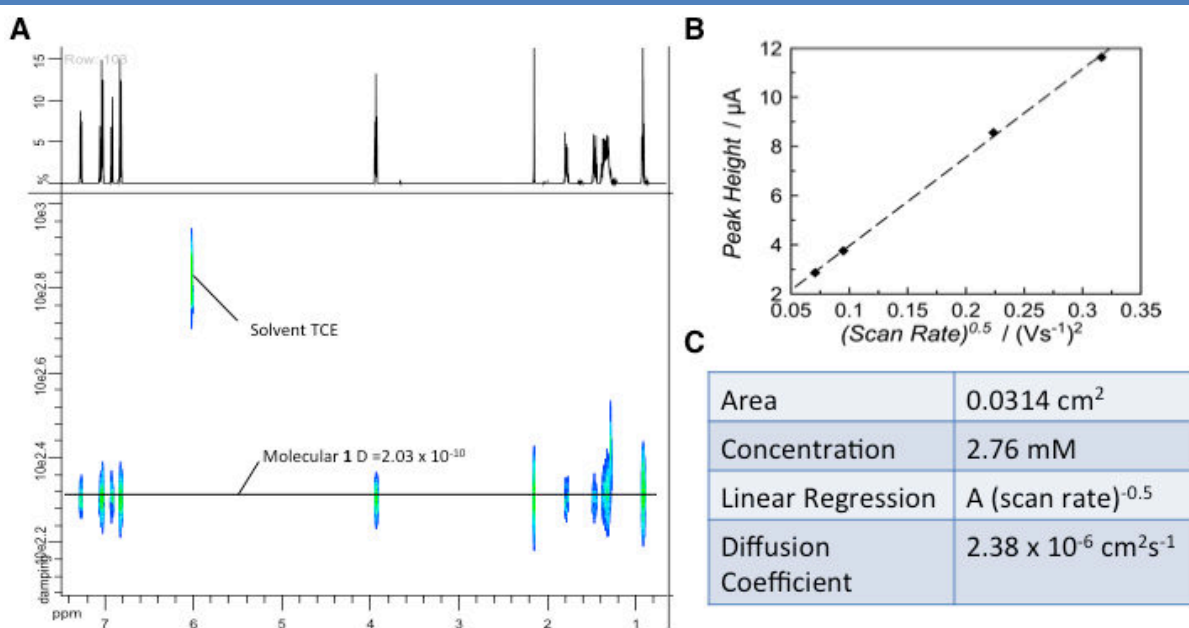 A
Row: 103
15
10
5
%
10e3
10e2.8
Solvent TCE
10e2.6
10e2.4
Molecular 1 D =2.03 x 10⁻¹⁰
10e2.2
damping
ppm 7 6 5 4 3 2 1
B
12
10
8
6
4
2
Peak Height / μA
0.05 0.1 0.15 0.2 0.25 0.3 0.35
(Scan Rate)⁰·⁵ / (Vs⁻¹)²
C
Area 0.0314 cm²
Concentration 2.76 mM
Linear Regression A (scan rate)⁻⁰·⁵
Diffusion 2.38 x 10⁻⁶ cm²s⁻¹
Coefficient